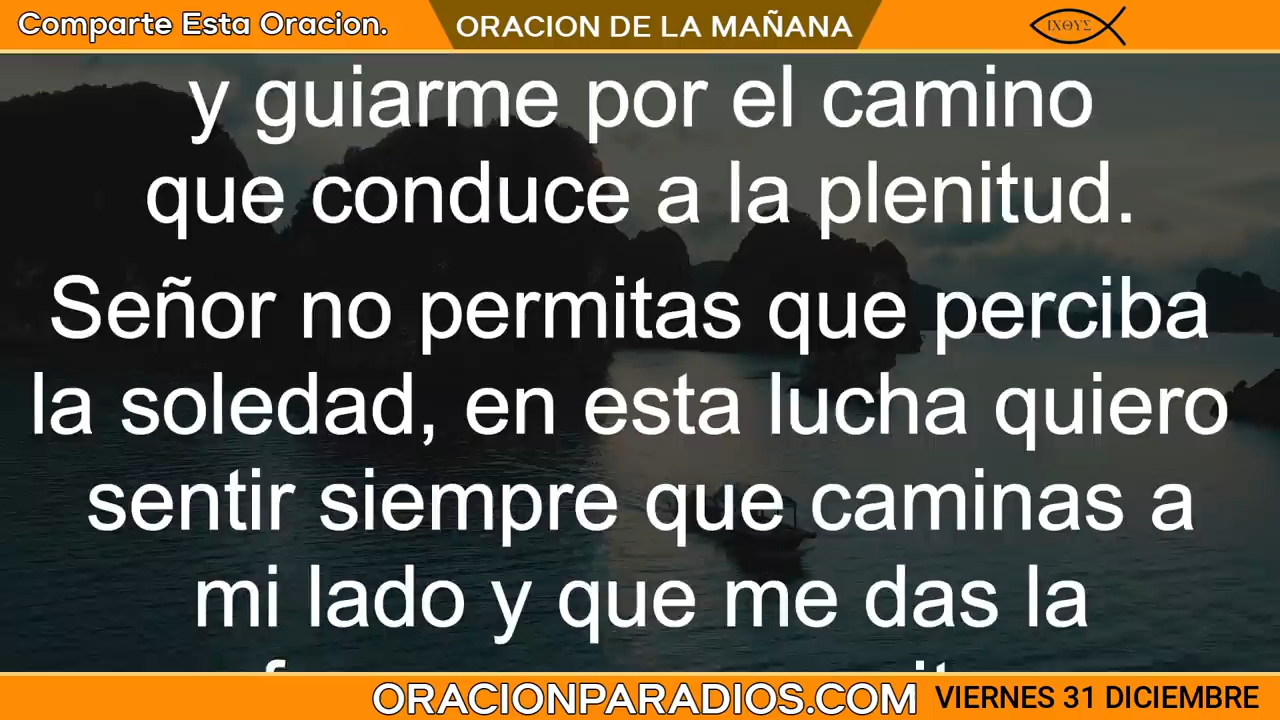 Comparte Esta Oracion.
ORACION DE LA MAÑANA
ΙΧΘΥΣ
y guiarme por el camino
que conduce a la plenitud.
Señor no permitas que perciba
la soledad, en esta lucha quiero
sentir siempre que caminas a
mi lado y que me das la
ORACIONPARADIOS.COM
VIERNES 31 DICIEMBRE